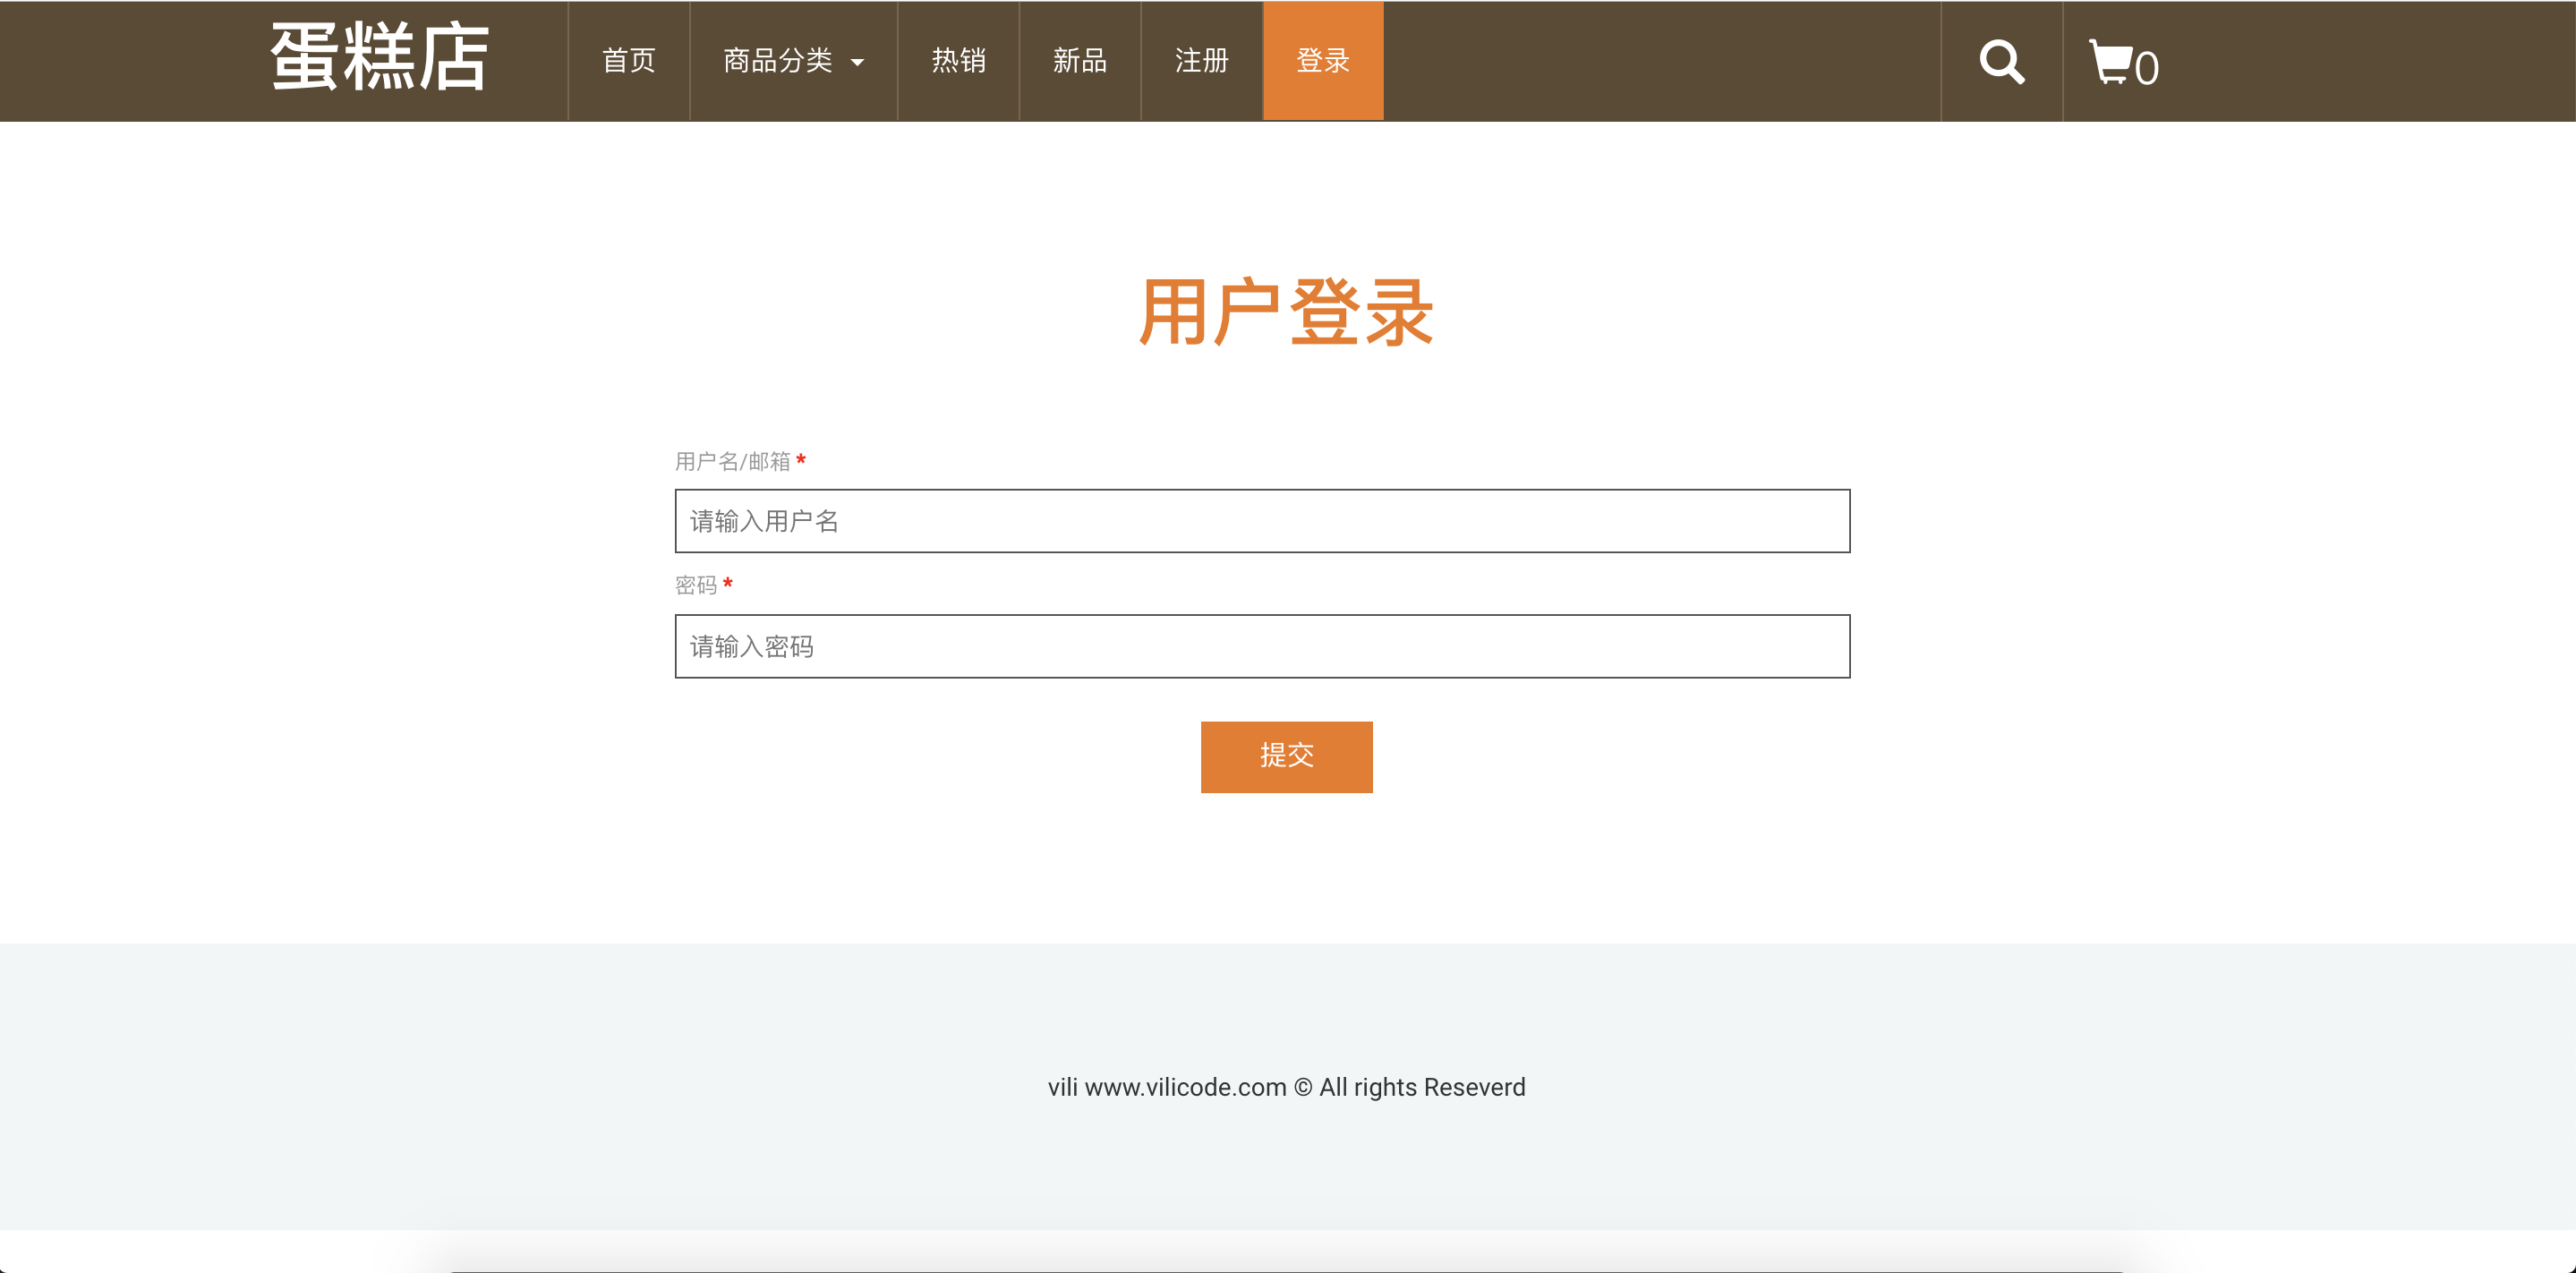 蛋糕店 首页 商品分类 热销 新品 注册 登录 0
用户登录
用户名/邮箱 *
请输入用户名
密码 *
请输入密码
提交
vili www.vilicode.com © All rights Reseverd